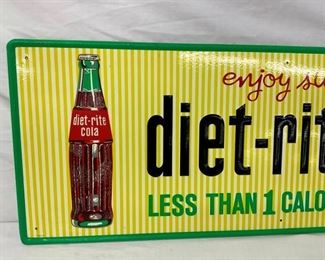 enjoy
diet-rite
cola
diet-rit
LESS THAN 1 CALO